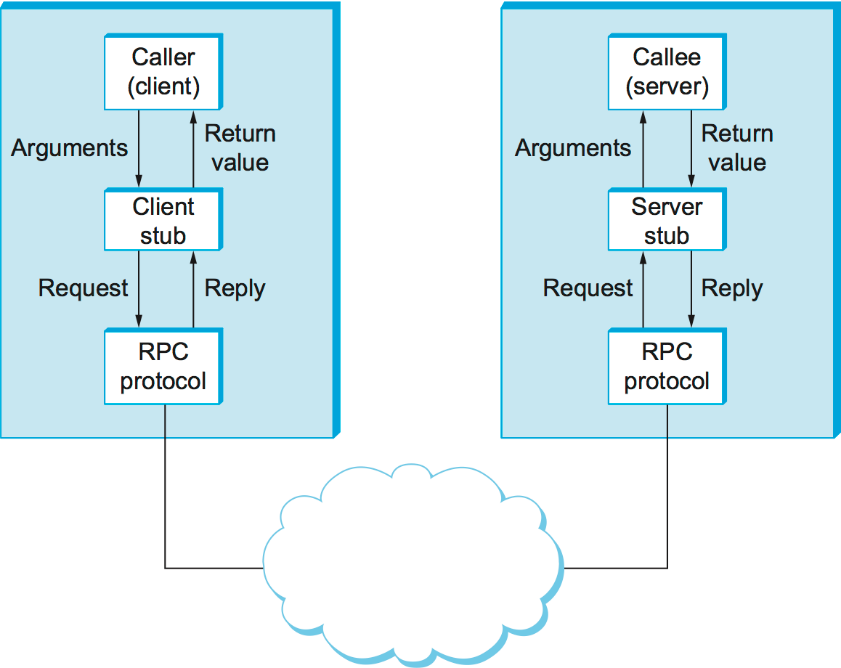 Caller
(client)
Arguments
Return
value
Client
stub
Request
Reply
RPC
protocol
Callee
(server)
Arguments
Return
value
Server
stub
Request
Reply
RPC
protocol